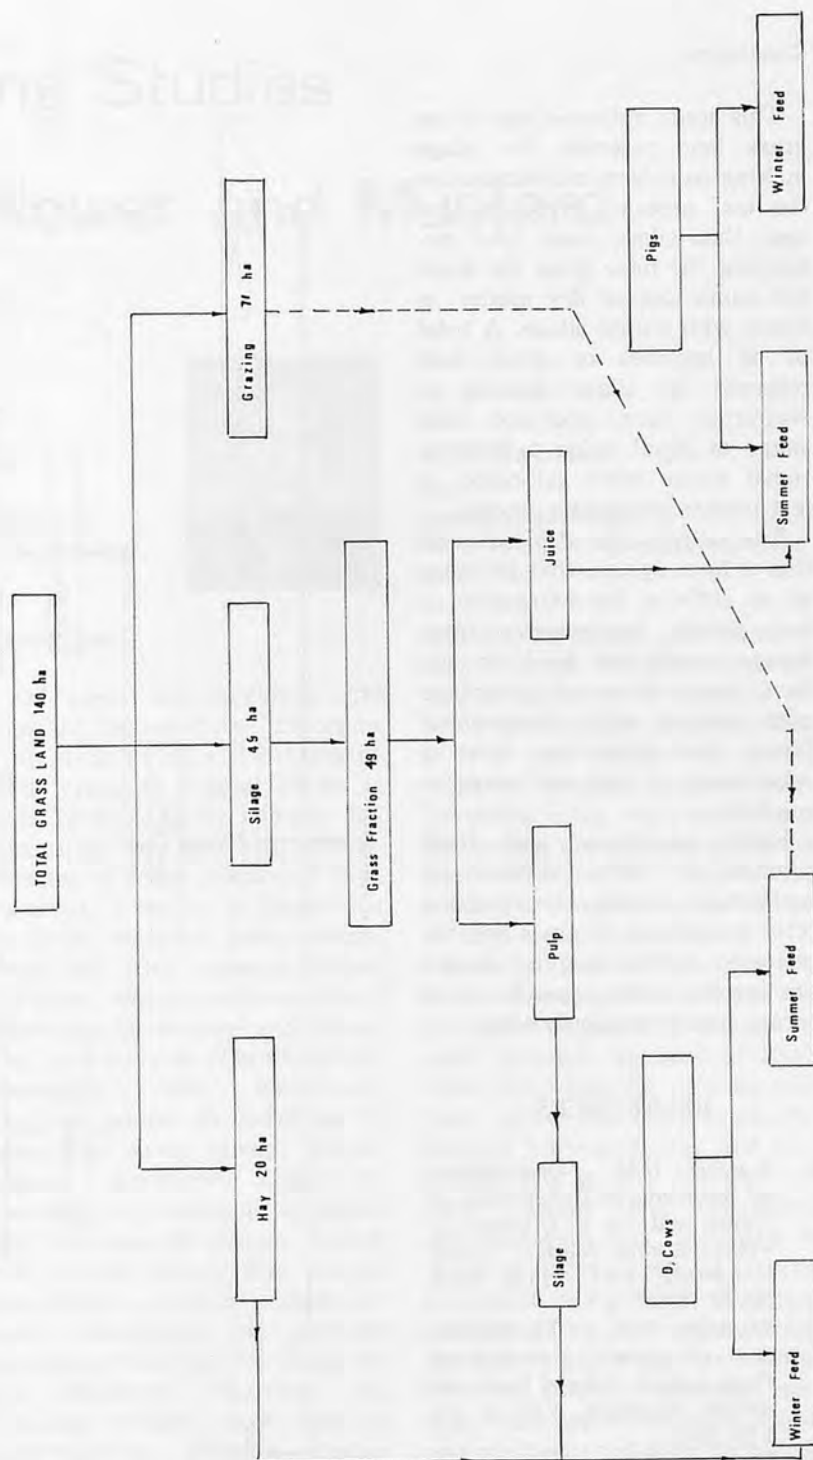 TOTAL GRASS LAND 140 ha
Hay 20 ha
Silage 49 ha
Grazing 71 ha
Grass Fraction 49 ha
Silage
Pulp
Juice
D,Cows
Pigs
Winter Feed
Summer Feed
Summer Feed
Winter Feed